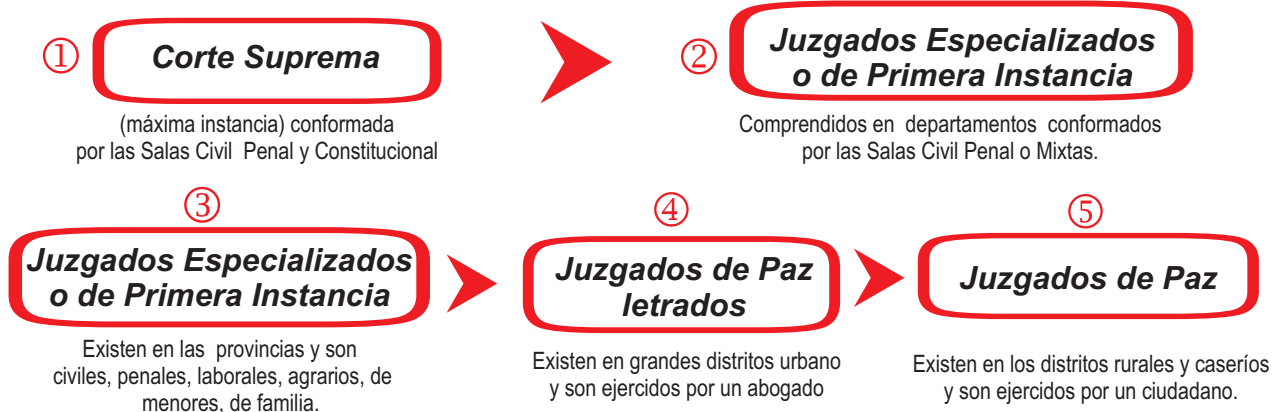 ①
Corte Suprema
(máxima instancia) conformada
por las Salas Civil Penal y Constitucional
②
Juzgados Especializados
o de Primera Instancia
Comprendidos en departamentos conformados
por las Salas Civil Penal o Mixtas.
③
Juzgados Especializados
o de Primera Instancia
Existen en las provincias y son
civiles, penales, laborales, agrarios, de
menores, de familia.
④
Juzgados de Paz
letrados
Existen en grandes distritos urbano
y son ejercidos por un abogado
⑤
Juzgados de Paz
Existen en los distritos rurales y caseríos
y son ejercidos por un ciudadano.